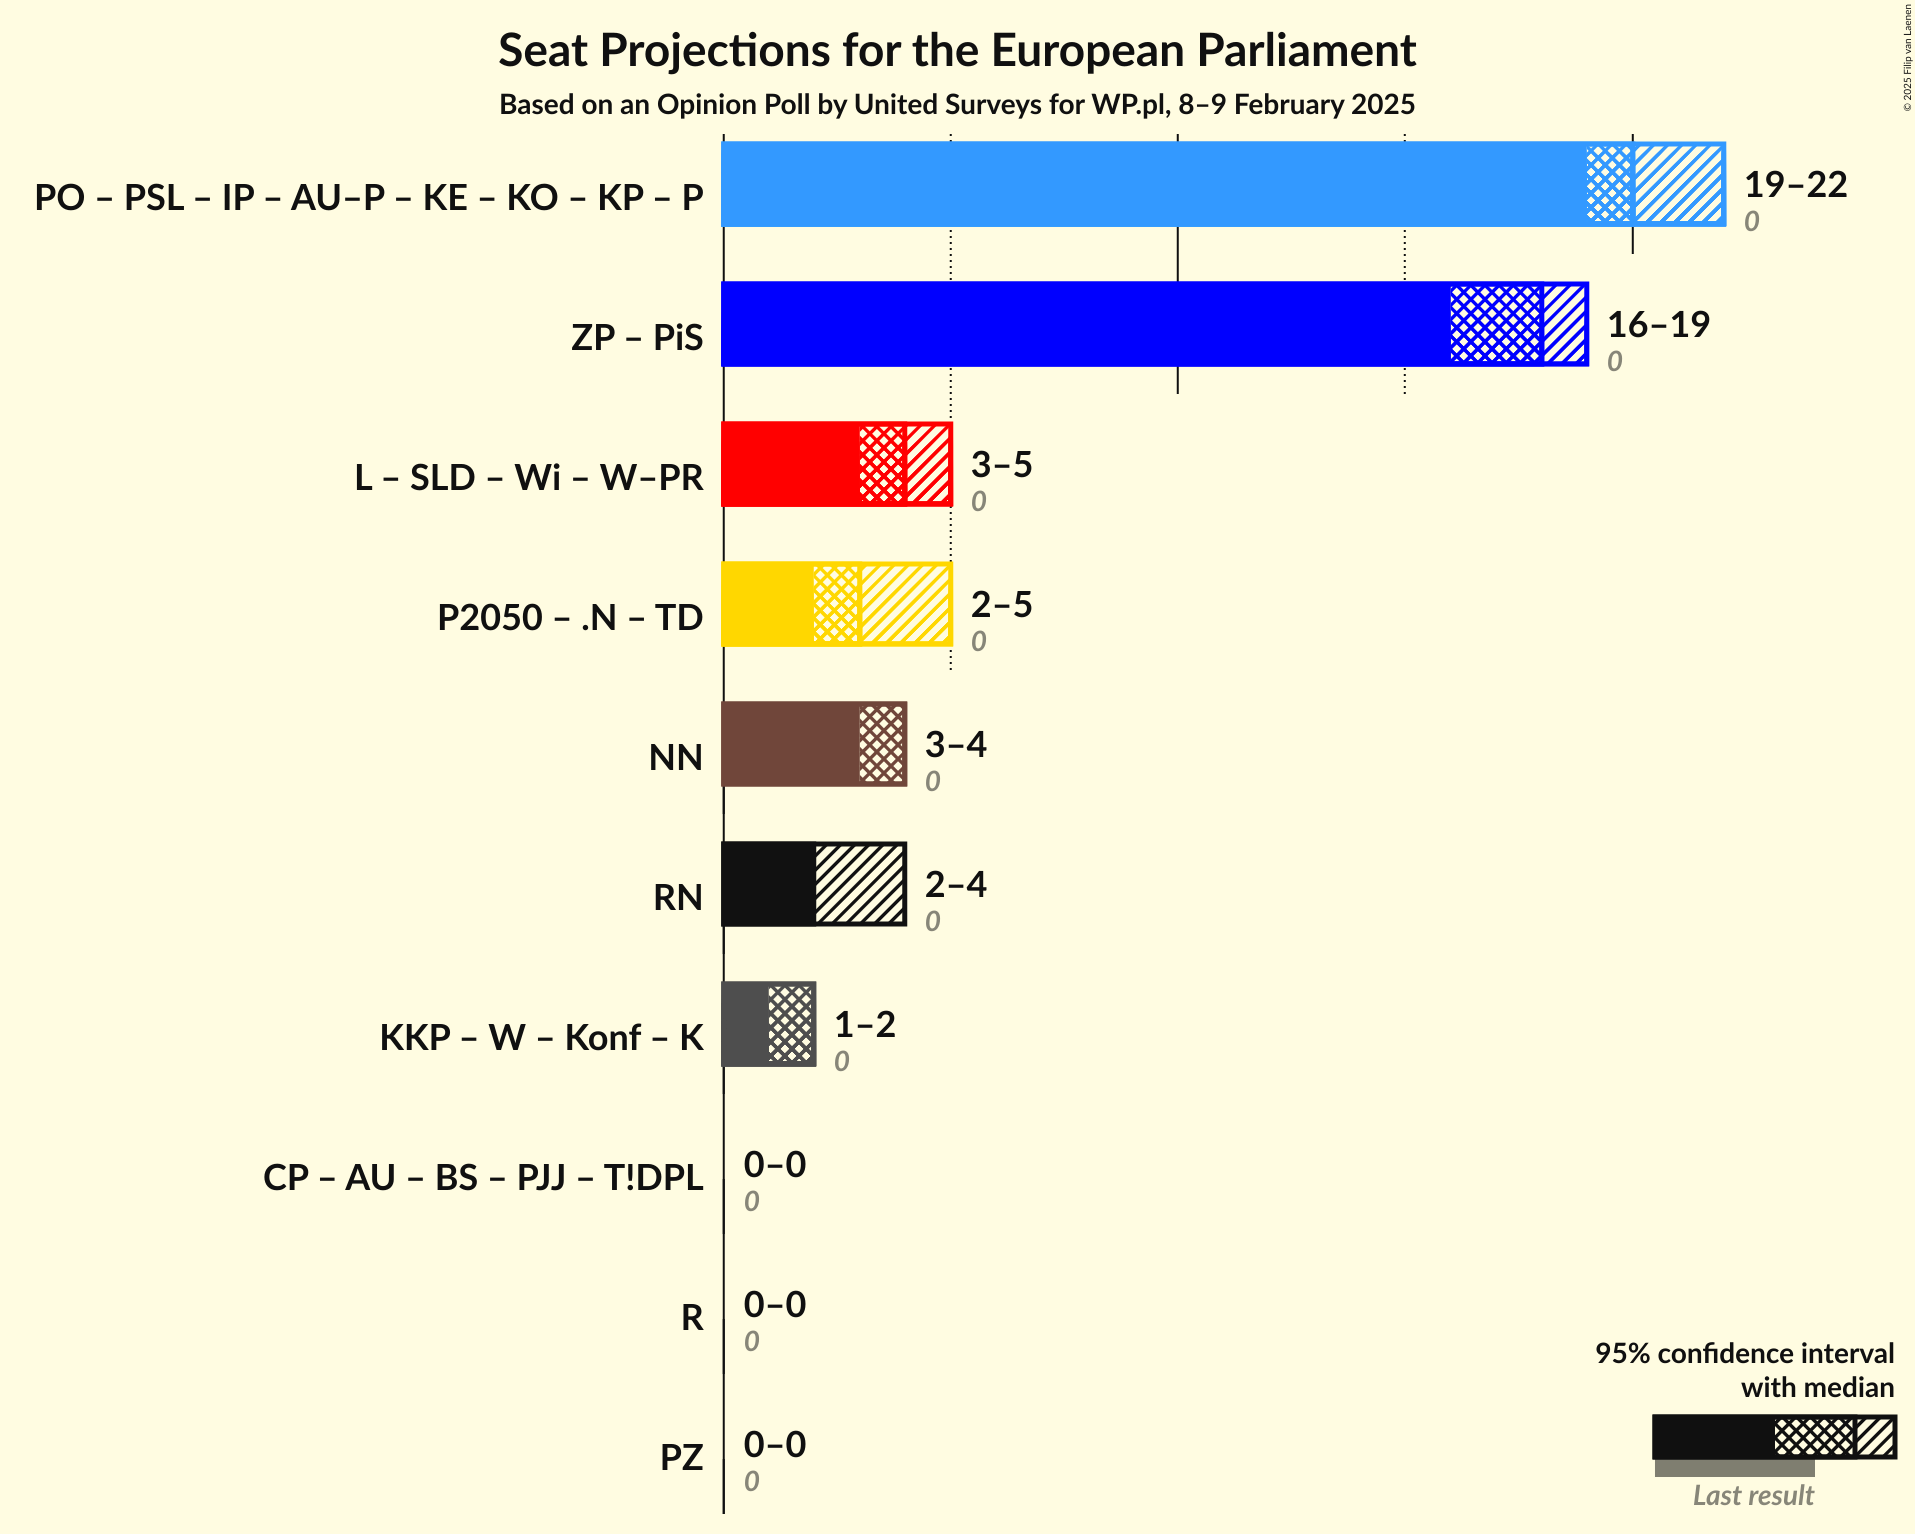 Seat Projections for the European Parliament
Based on an Opinion Poll by United Surveys for WP.pl, 8–9 February 2025
© 2025 Filip van Laenen
PO – PSL – IP – AU–P – KE – KO – KP – P
19–22
0
ZP – PiS
16–19
0
L – SLD – Wi – W–PR
3–5
0
P2050 – .N – TD
2–5
0
NN
3–4
0
RN
2–4
0
KKP – W – Konf – K
1–2
0
CP – AU – BS – PJJ – T!DPL
0–0
0
R
0–0
0
PZ
0–0
0
95% confidence interval
with median
Last result